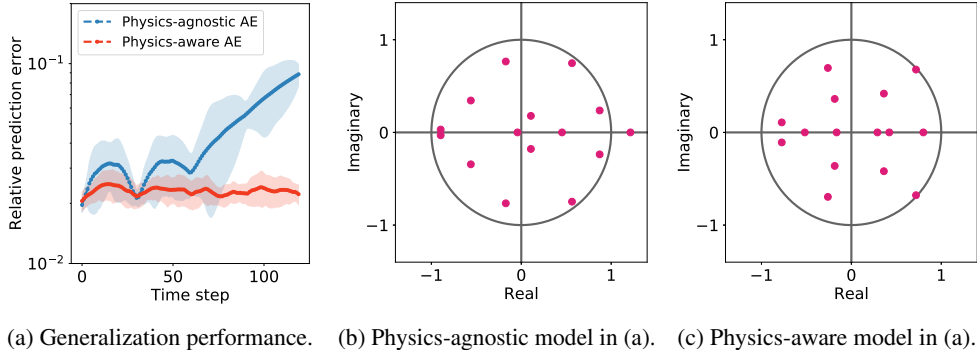 Physics-agnostic AE
Physics-aware AE
Relative prediction error
10⁻¹
10⁻²
0
50
100
Time step
Imaginary
1
0
−1
−1
0
1
Real
Imaginary
1
0
−1
−1
0
1
Real
(a) Generalization performance.
(b) Physics-agnostic model in (a).
(c) Physics-aware model in (a).